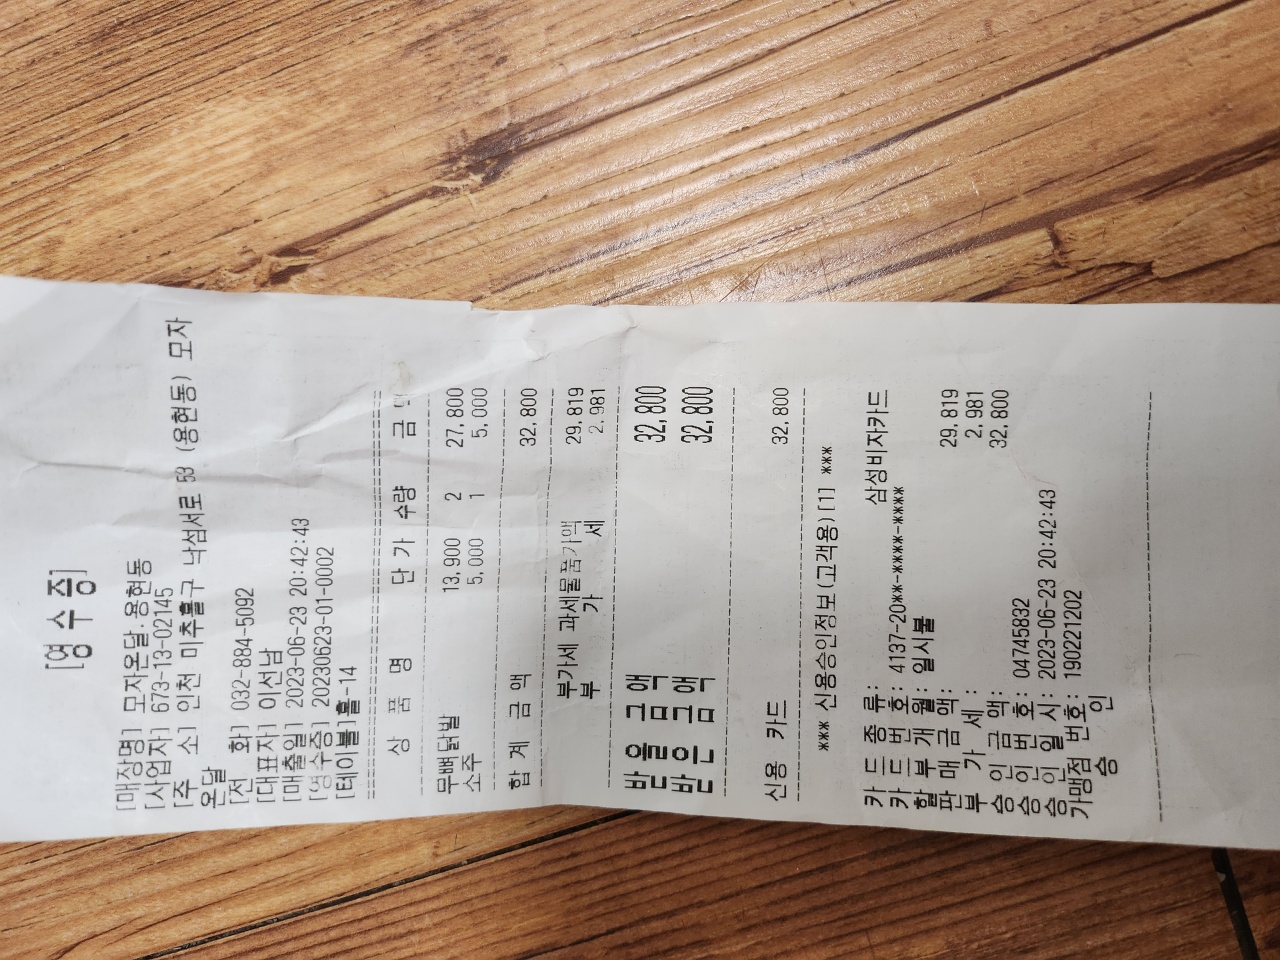 [영 수 증]
[매장명] 모자온달.용현동
[사업자] 673-13-02145
[주 소] 인천 미추홀구 낙섬서로 53 (용현동) 모자
온달
[전 화] 032-884-5092
[대표자] 이선남
[매출일] 2023-06-23 20:42:43
[영수증] 20230623-01-0002
[테이블]홀-14
상 품 명 단 가 수량 금 액
무뼈닭발 13,900 2 27,800
소주 5,000 1 5,000
합 계 금 액 32,800
부가세 과세물품가액 29,819
부 가 세 2,981
받을금액 32,800
받은금액 32,800
신용 카드 32,800
*** 신용승인정보(고객용)[1] ***
카 드 종 류: 삼성비자카드
카 드 번 호: 4137-20**-****-****
할 부 개 월: 일시불
판 매 금 액: 29,819
부 가 세: 2,981
승 인 금 액: 32,800
승 인 번 호: 04745832
승 인 일 시: 2023-06-23 20:42:43
가맹점 번호: 190221202
승 인